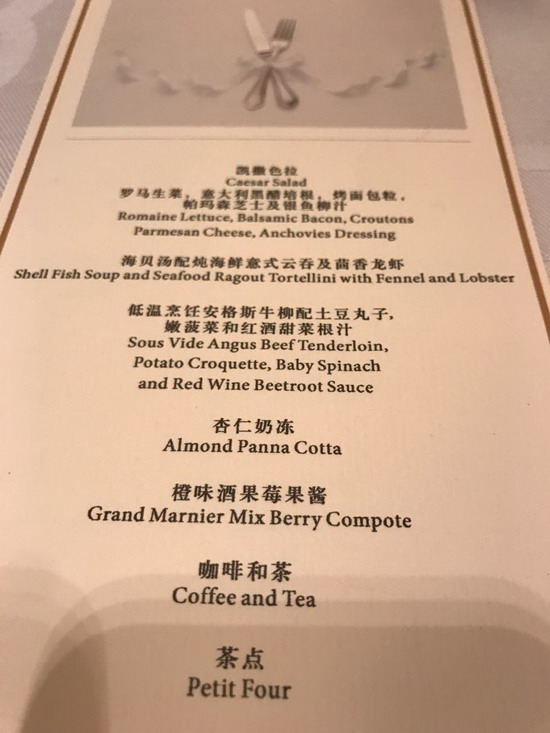 凯撒色拉
Caesar Salad
罗马生菜，意大利黑醋培根，烤面包粒，
帕玛森芝士及银鱼柳汁
Romaine Lettuce, Balsamic Bacon, Croutons
Parmesan Cheese, Anchovies Dressing
海贝汤配炖海鲜意式云吞及茴香龙虾
Shell Fish Soup and Seafood Ragout Tortellini with Fennel and Lobster
低温烹饪安格斯牛柳配土豆丸子，
嫩菠菜和红酒甜菜根汁
Sous Vide Angus Beef Tenderloin,
Potato Croquette, Baby Spinach
and Red Wine Beetroot Sauce
杏仁奶冻
Almond Panna Cotta
橙味酒果莓果酱
Grand Marnier Mix Berry Compote
咖啡和茶
Coffee and Tea
茶点
Petit Four